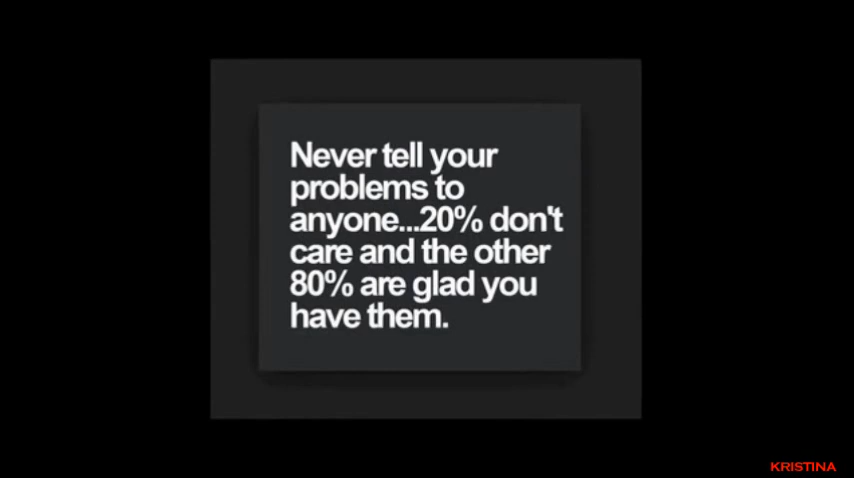 Never tell your
problems to
anyone...20% don't
care and the other
80% are glad you
have them.
KRISTINA